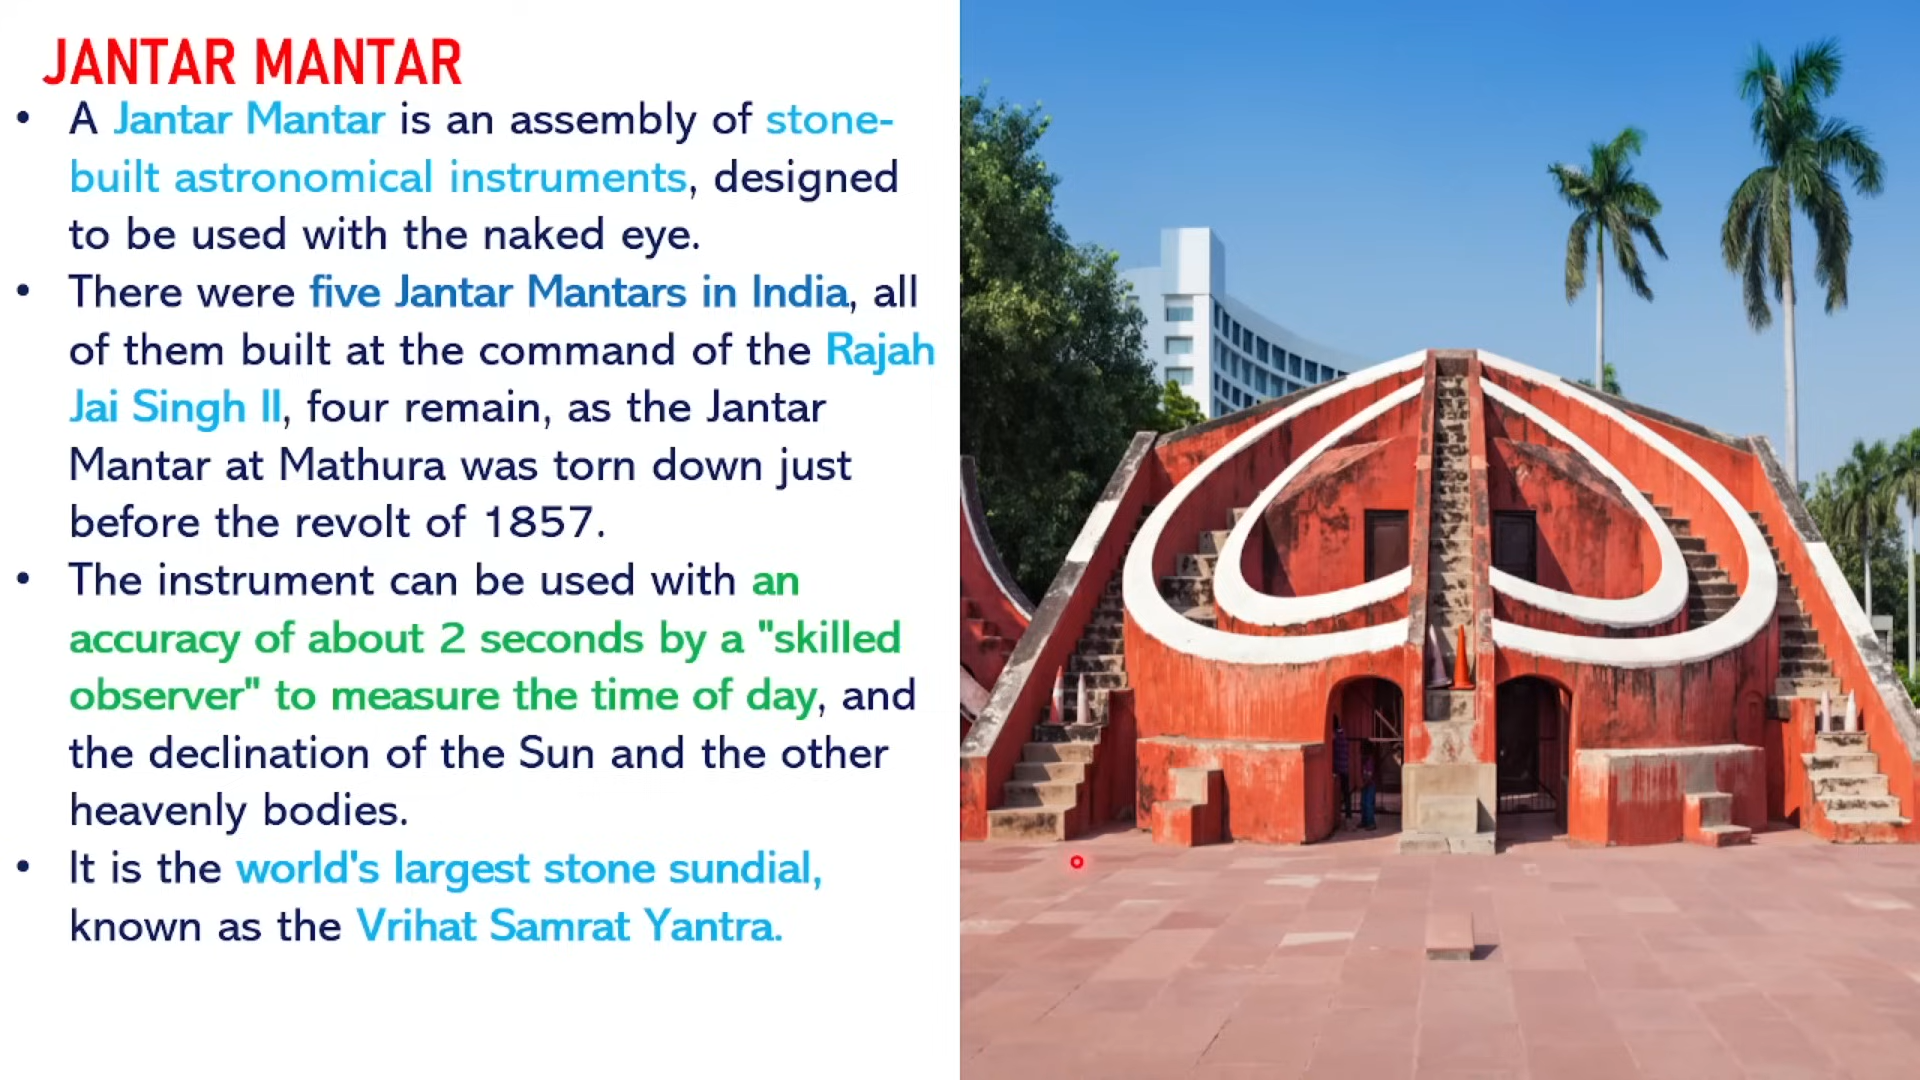 JANTAR MANTAR
• A Jantar Mantar is an assembly of stone-
built astronomical instruments, designed
to be used with the naked eye.
• There were five Jantar Mantars in India, all
of them built at the command of the Rajah
Jai Singh II, four remain, as the Jantar
Mantar at Mathura was torn down just
before the revolt of 1857.
• The instrument can be used with an
accuracy of about 2 seconds by a "skilled
observer" to measure the time of day, and
the declination of the Sun and the other
heavenly bodies.
• It is the world's largest stone sundial,
known as the Vrihat Samrat Yantra.